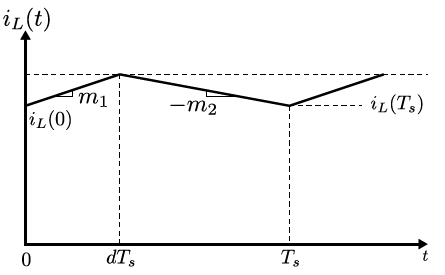 i_L(t)
m_1
i_L(0)
-m_2
i_L(T_s)
0
dT_s
T_s
t